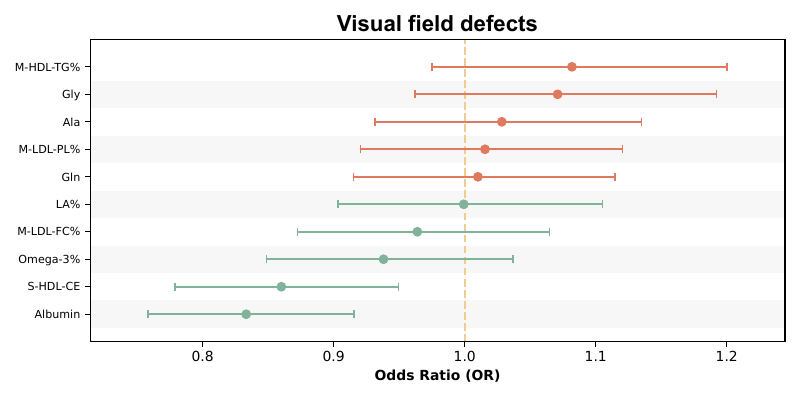 Visual field defects
M-HDL-TG%
Gly
Ala
M-LDL-PL%
Gln
LA%
M-LDL-FC%
Omega-3%
S-HDL-CE
Albumin
0.8 0.9 1.0 1.1 1.2
Odds Ratio (OR)